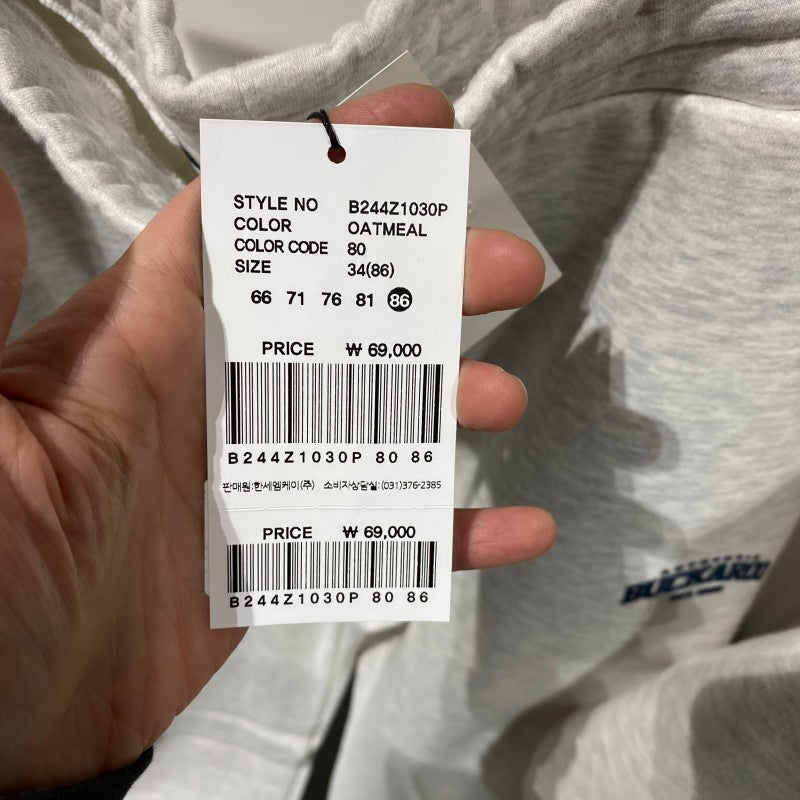 STYLE NO B244Z1030P
COLOR OATMEAL
COLOR CODE 80
SIZE 34(86)
66 71 76 81 86
PRICE ₩ 69,000
B244Z1030P 80 86
판매원:한세엠케이(주) 소비자상담실:(031)376-2385
PRICE ₩ 69,000
B244Z1030P 80 86
BUCKAROO